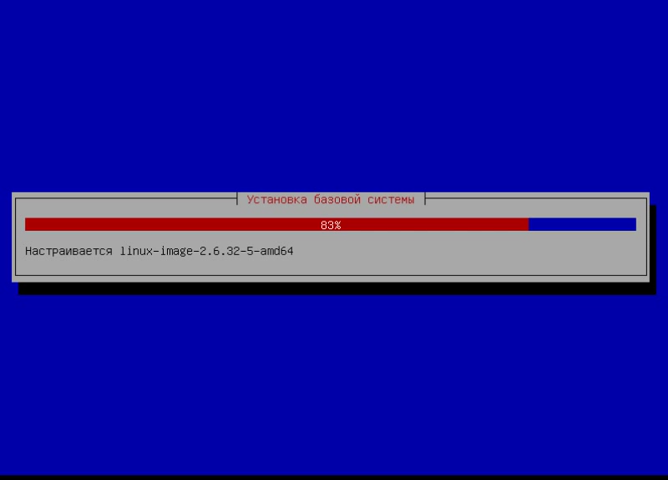 Установка базовой системы
83%
Настраивается linux-image-2.6.32-5-amd64